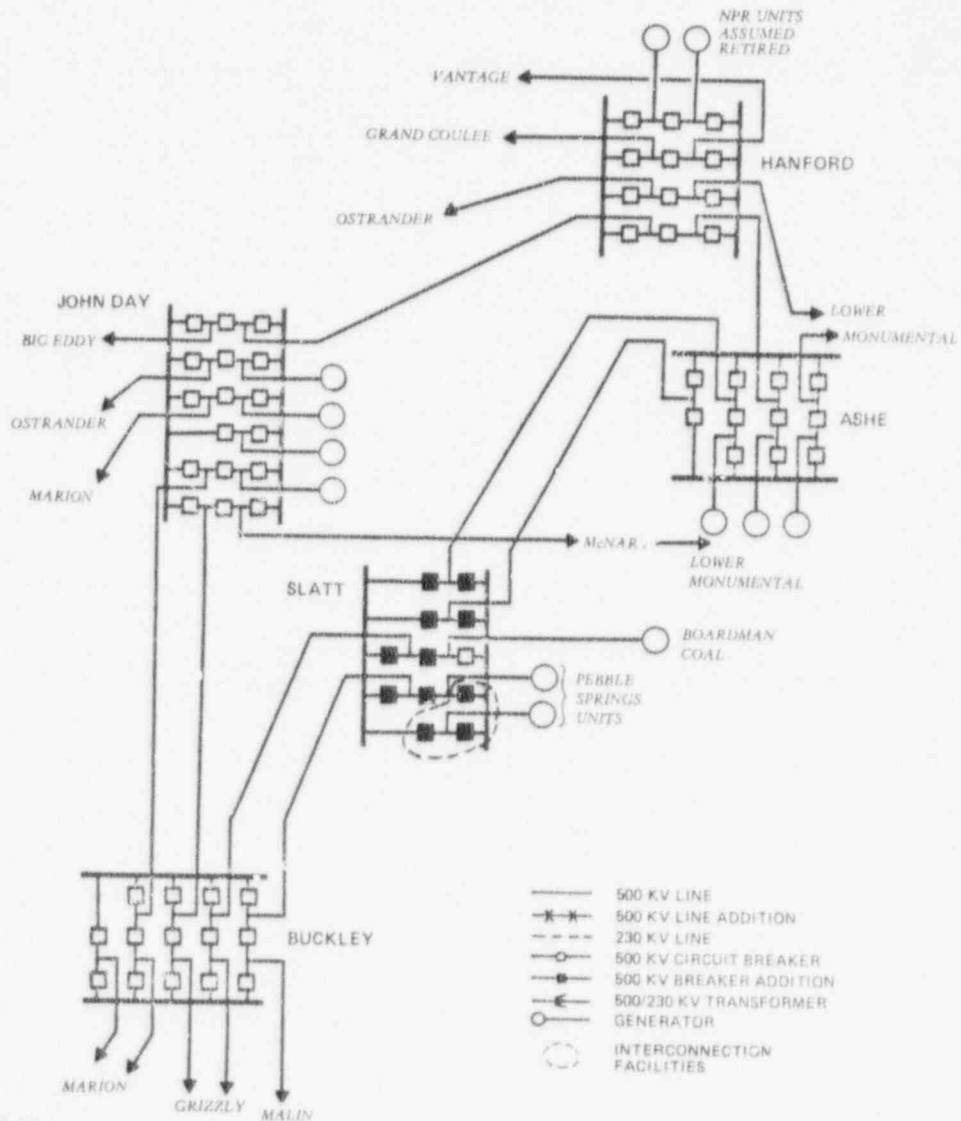 NPR UNITS
ASSUMED
RETIRED
VANTAGE
GRAND COULEE
HANFORD
OSTRANDER
JOHN DAY
BIG EDDY
LOWER
MONUMENTAL
ASHE
OSTRANDER
MARION
McNAR
LOWER
MONUMENTAL
SLATT
BOARDMAN
COAL
PEBBLE
SPRINGS
UNITS
BUCKLEY
500 KV LINE
500 KV LINE ADDITION
230 KV LINE
500 KV CIRCUIT BREAKER
500 KV BREAKER ADDITION
500/230 KV TRANSFORMER
GENERATOR
INTERCONNECTION
FACILITIES
MARION
GRIZZLY
MALIN